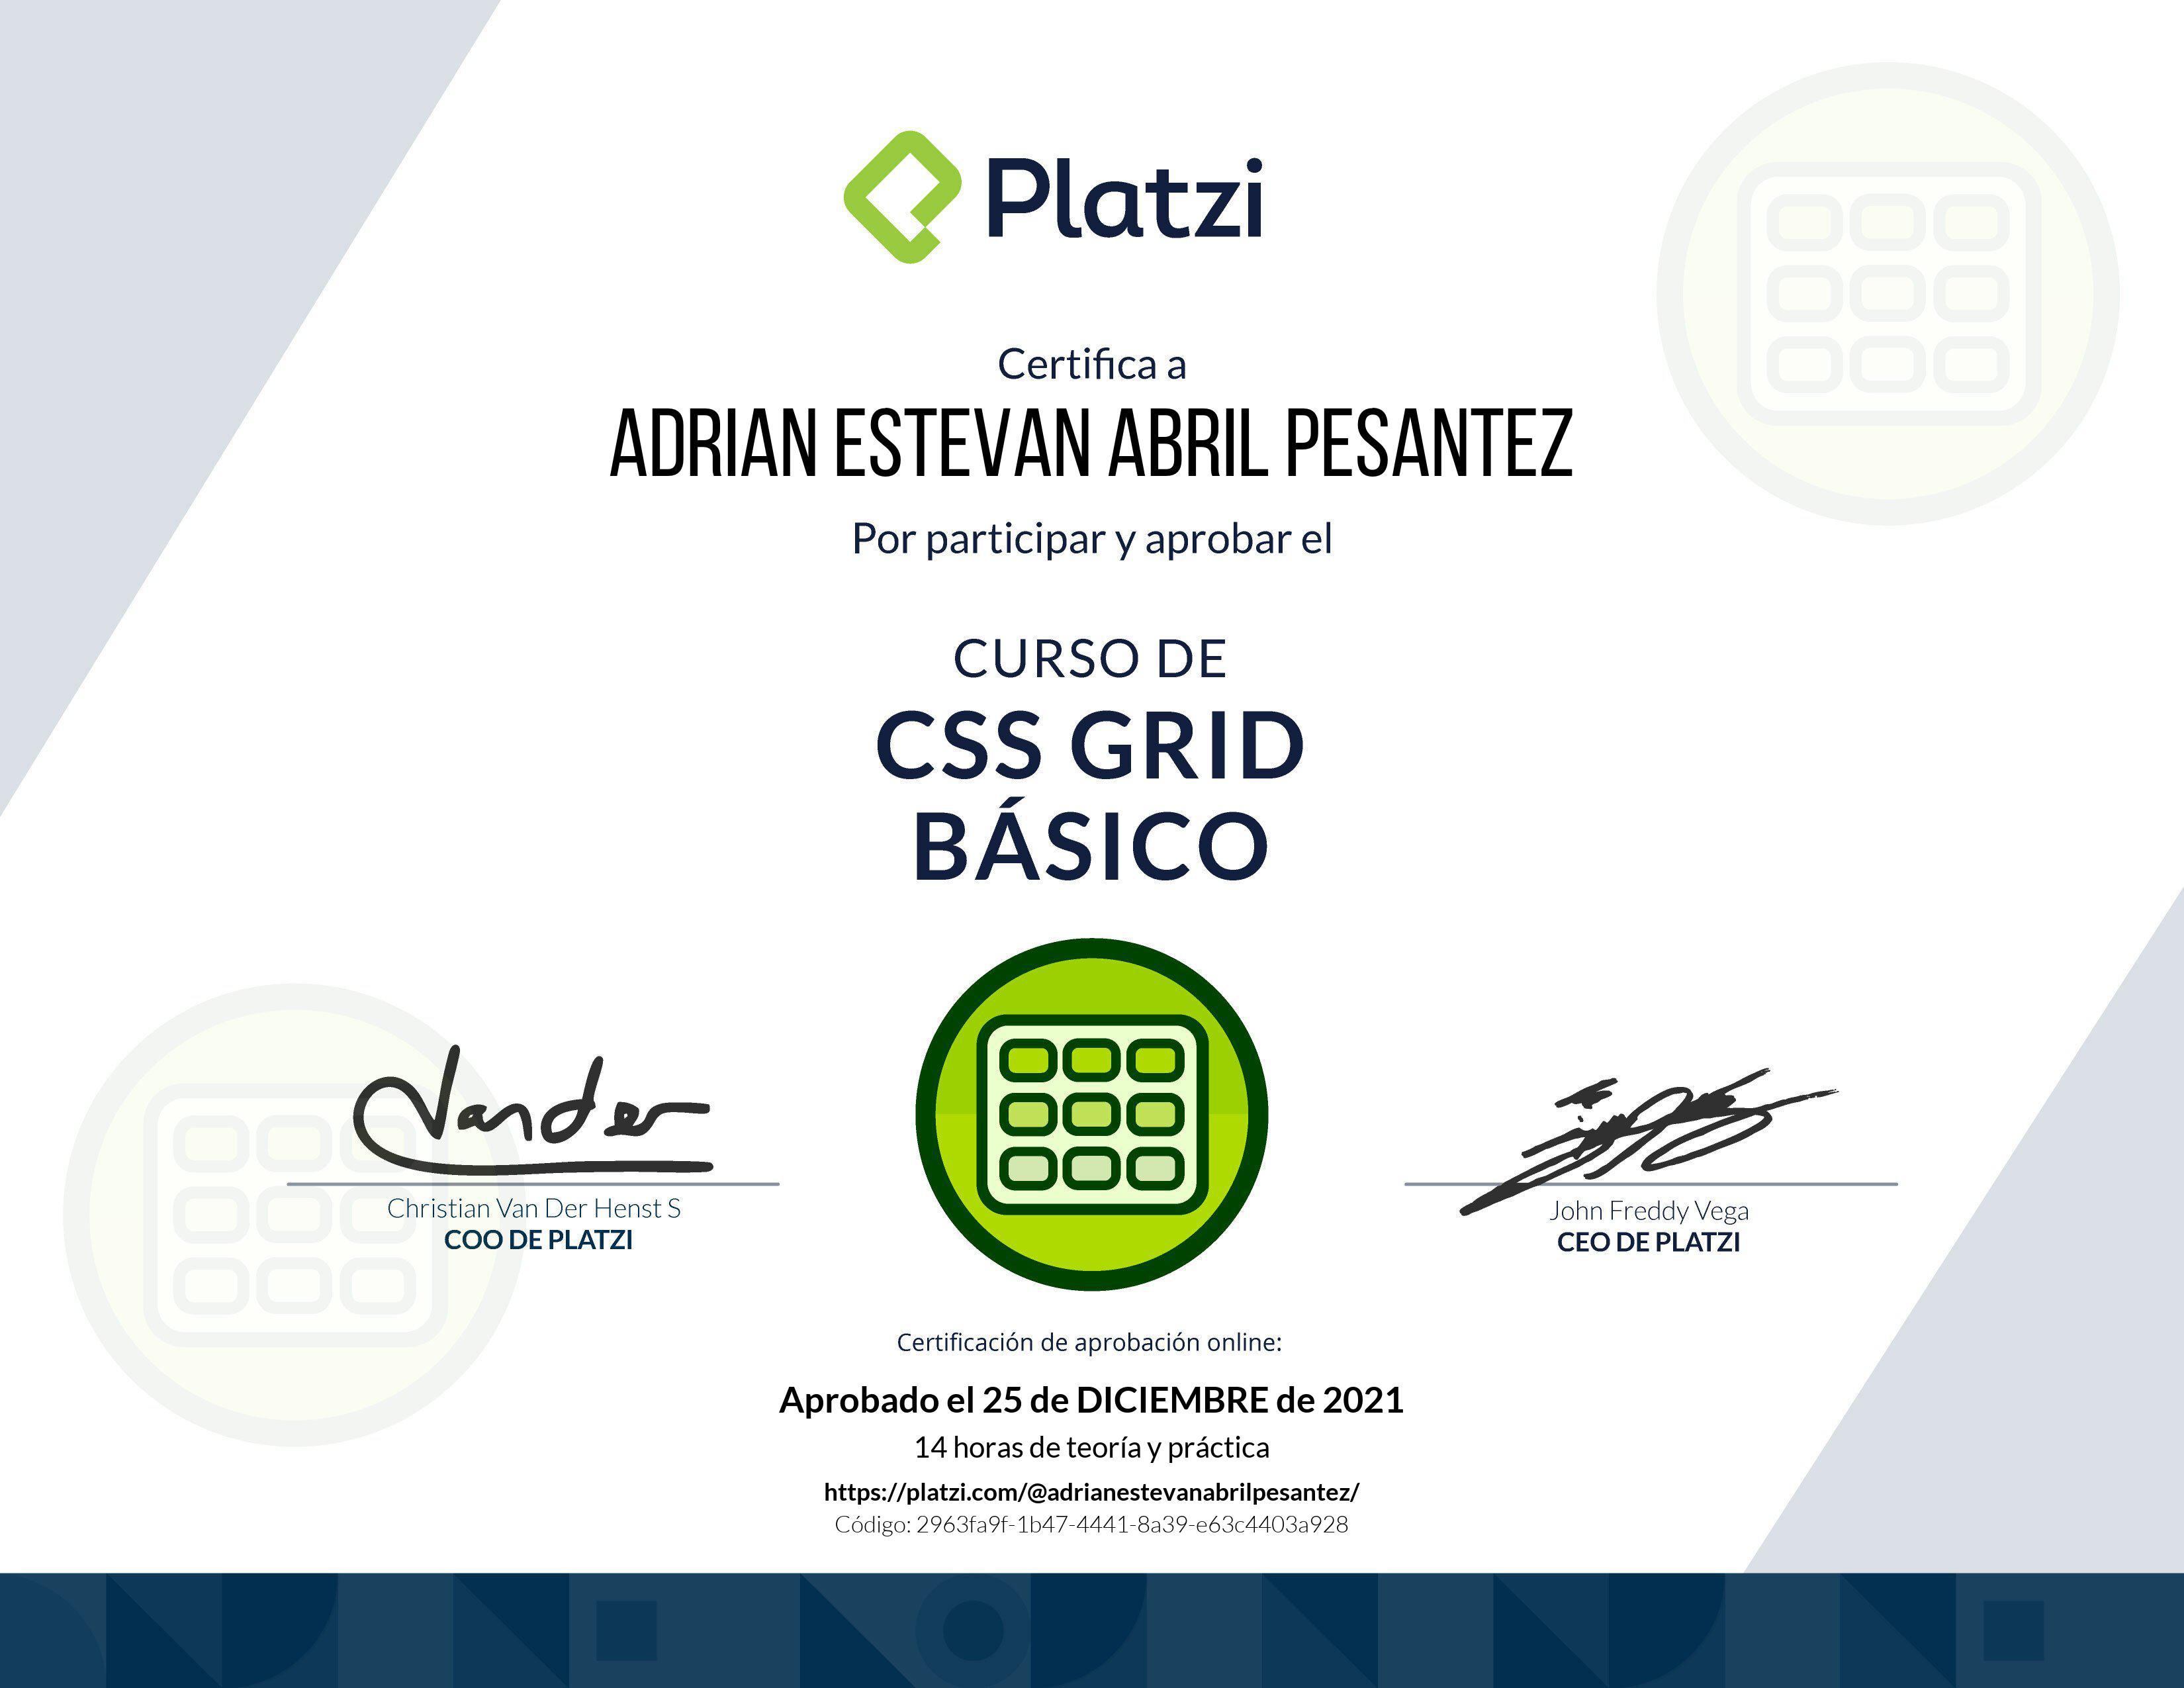 Platzi
Certifica a
ADRIAN ESTEVAN ABRIL PESANTEZ
Por participar y aprobar el
CURSO DE
CSS GRID
BÁSICO
Vander
Christian Van Der Henst S
COO DE PLATZI
John Freddy Vega
CEO DE PLATZI
Certificación de aprobación online:
Aprobado el 25 de DICIEMBRE de 2021
14 horas de teoría y práctica
https://platzi.com/@adrianestevanabrilpesantez/
Código: 2963fa9f-1b47-4441-8a39-e63c4403a928